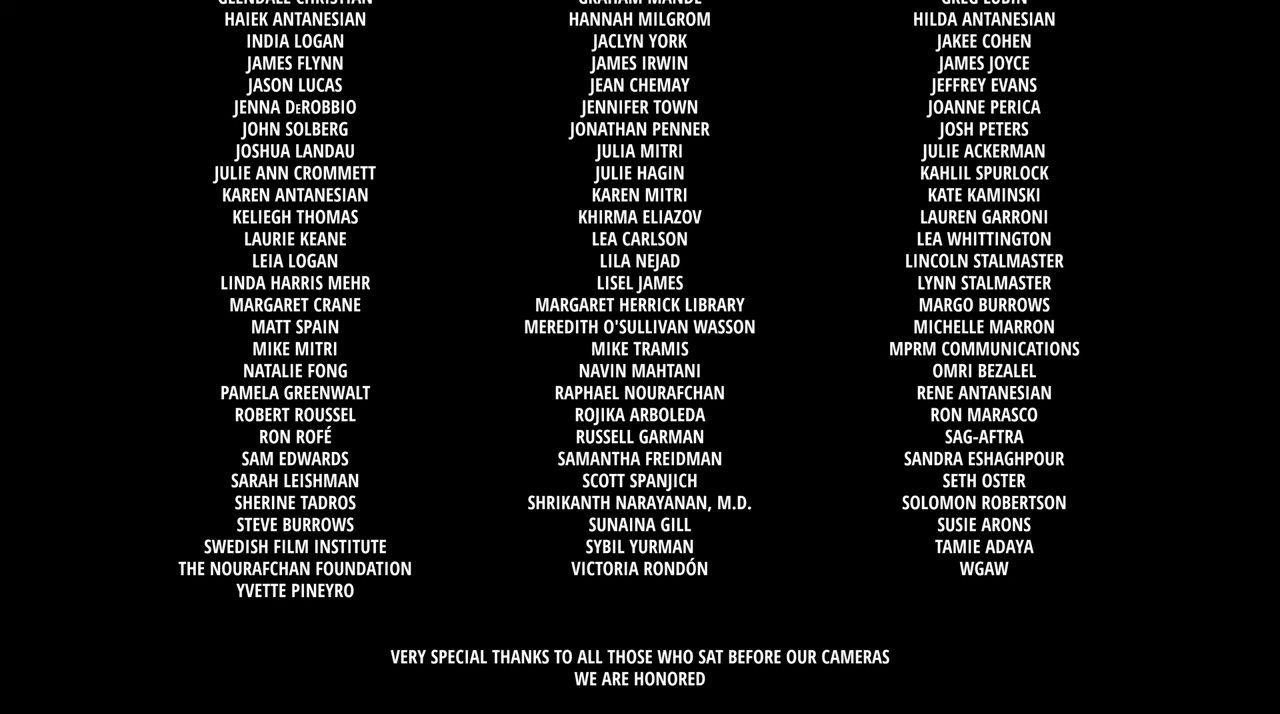 GLENDALE CHRISTIAN GRAHAM MANDE GREG LUBIN
HAIEK ANTANESIAN HANNAH MILGROM HILDA ANTANESIAN
INDIA LOGAN JACLYN YORK JAKEE COHEN
JAMES FLYNN JAMES IRWIN JAMES JOYCE
JASON LUCAS JEAN CHEMAY JEFFREY EVANS
JENNA DEROBBIO JENNIFER TOWN JOANNE PERICA
JOHN SOLBERG JONATHAN PENNER JOSH PETERS
JOSHUA LANDAU JULIA MITRI JULIE ACKERMAN
JULIE ANN CROMMETT JULIE HAGIN KAHLIL SPURLOCK
KAREN ANTANESIAN KAREN MITRI KATE KAMINSKI
KELIEGH THOMAS KHIRMA ELIAZOV LAUREN GARRONI
LAURIE KEANE LEA CARLSON LEA WHITTINGTON
LEIA LOGAN LILA NEJAD LINCOLN STALMASTER
LINDA HARRIS MEHR LISEL JAMES LYNN STALMASTER
MARGARET CRANE MARGARET HERRICK LIBRARY MARGO BURROWS
MATT SPAIN MEREDITH O'SULLIVAN WASSON MICHELLE MARRON
MIKE MITRI MIKE TRAMIS MPRM COMMUNICATIONS
NATALIE FONG NAVIN MAHTANI OMRI BEZALEL
PAMELA GREENWALT RAPHAEL NOURAFCHAN RENE ANTANESIAN
ROBERT ROUSSEL ROJIKA ARBOLEDA RON MARASCO
RON ROFÉ RUSSELL GARMAN SAG-AFTRA
SAM EDWARDS SAMANTHA FREIDMAN SANDRA ESHAGHPOUR
SARAH LEISHMAN SCOTT SPANJICH SETH OSTER
SHERINE TADROS SHRIKANTH NARAYANAN, M.D. SOLOMON ROBERTSON
STEVE BURROWS SUNAINA GILL SUSIE ARONS
SWEDISH FILM INSTITUTE SYBIL YURMAN TAMIE ADAYA
THE NOURAFCHAN FOUNDATION VICTORIA RONDÓN WGAW
YVETTE PINEYRO
VERY SPECIAL THANKS TO ALL THOSE WHO SAT BEFORE OUR CAMERAS
WE ARE HONORED